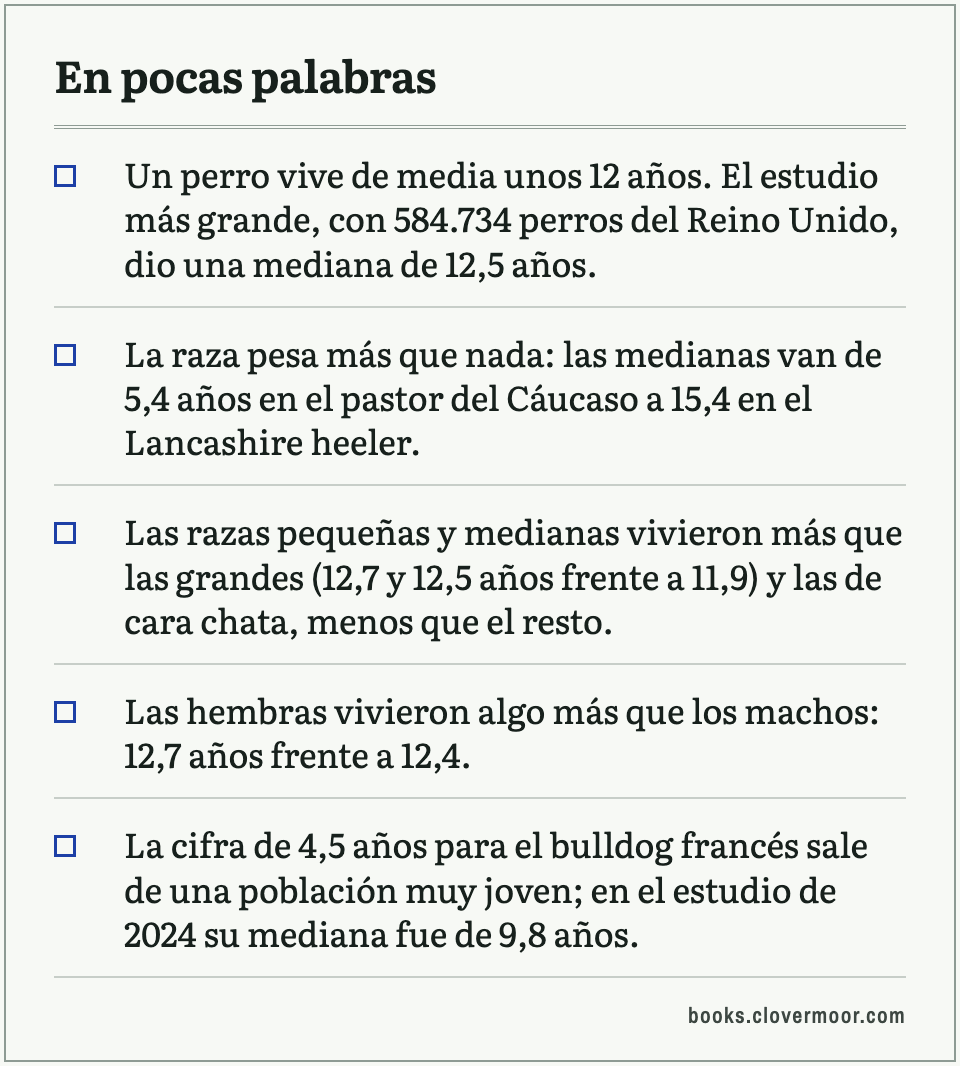 En pocas palabras
Un perro vive de media unos 12 años. El estudio
más grande, con 584.734 perros del Reino Unido,
dio una mediana de 12,5 años.
La raza pesa más que nada: las medianas van de
5,4 años en el pastor del Cáucaso a 15,4 en el
Lancashire heeler.
Las razas pequeñas y medianas vivieron más que
las grandes (12,7 y 12,5 años frente a 11,9) y las de
cara chata, menos que el resto.
Las hembras vivieron algo más que los machos:
12,7 años frente a 12,4.
La cifra de 4,5 años para el bulldog francés sale
de una población muy joven; en el estudio de
2024 su mediana fue de 9,8 años.
books.clovermoor.com